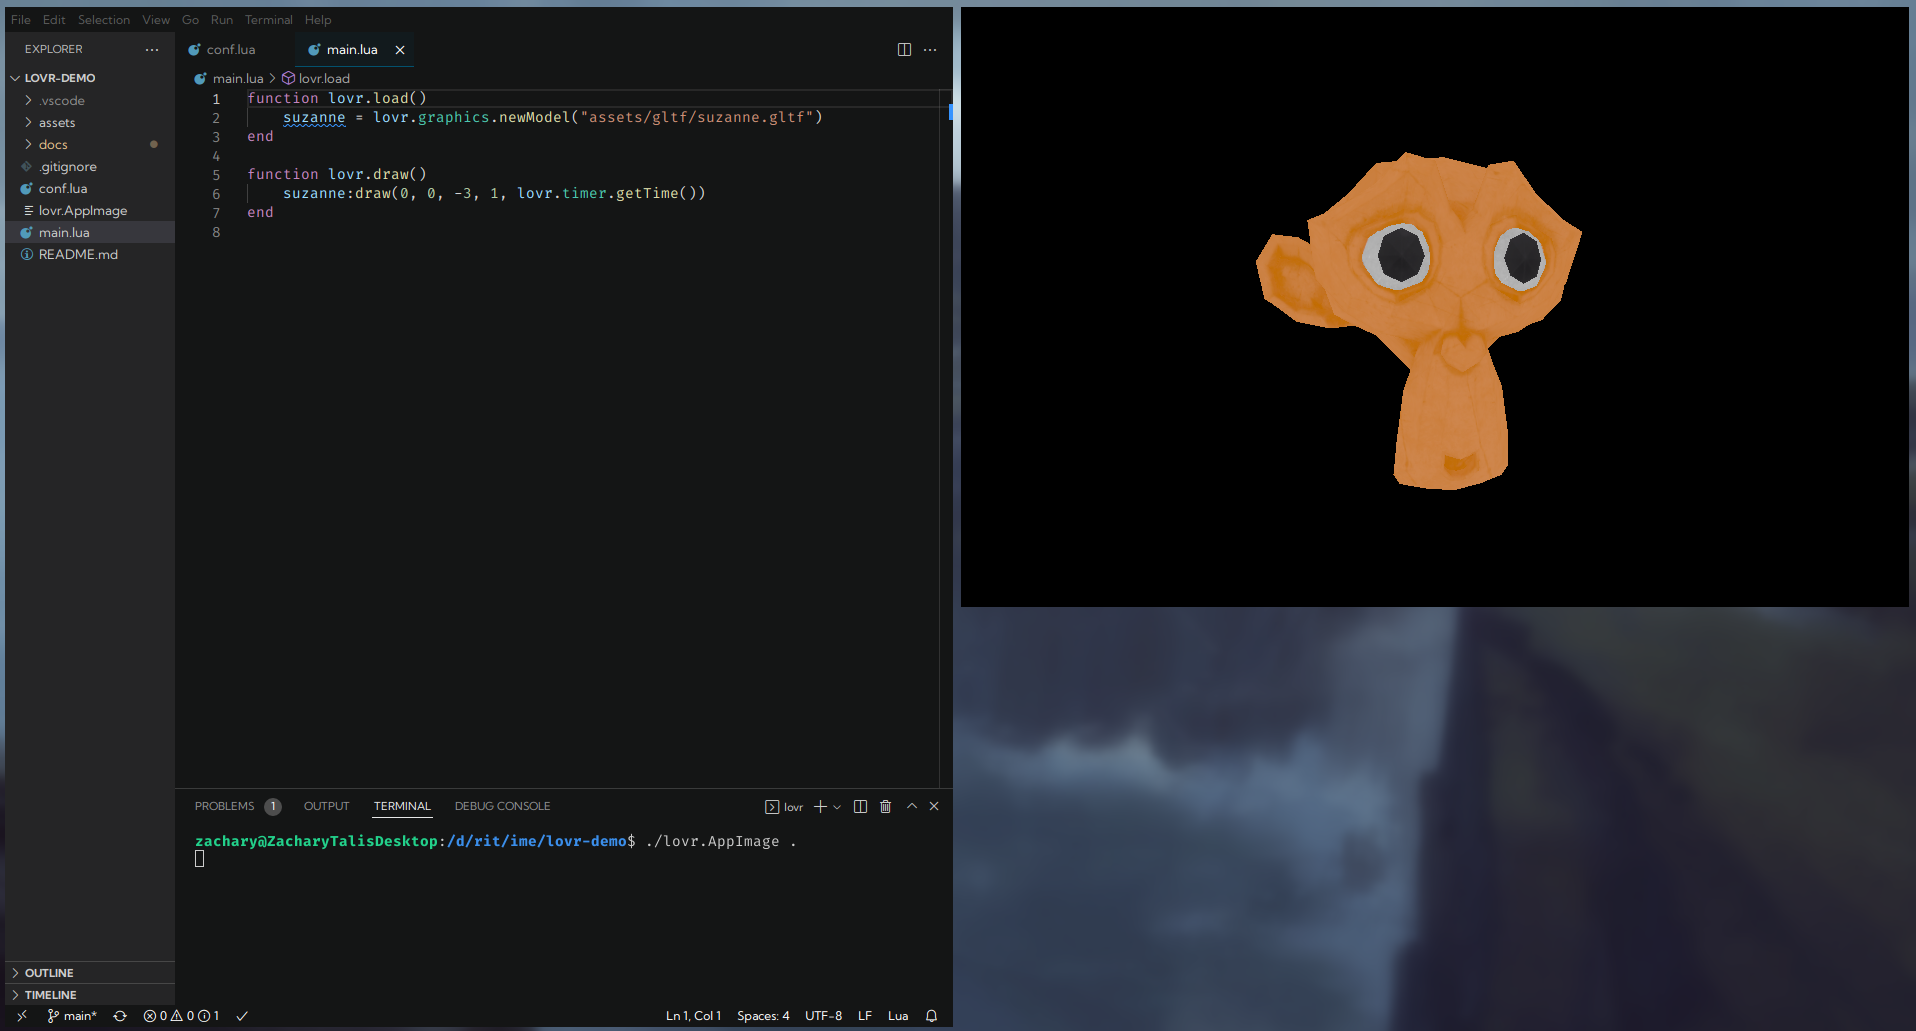 File Edit Selection View Go Run Terminal Help
EXPLORER ···
LOVR-DEMO
.vscode
assets
docs
.gitignore
conf.lua
lovr.AppImage
main.lua
README.md
OUTLINE
TIMELINE
conf.lua main.lua
main.lua > lovr.load
1 function lovr.load()
2 suzanne = lovr.graphics.newModel("assets/gltf/suzanne.gltf")
3 end
4
5 function lovr.draw()
6 suzanne:draw(0, 0, -3, 1, lovr.timer.getTime())
7 end
8
PROBLEMS 1 OUTPUT TERMINAL DEBUG CONSOLE lovr
zachary@ZacharyTalisDesktop:/d/rit/ime/lovr-demo$ ./lovr.AppImage .
main* 0 0 1 Ln 1, Col 1 Spaces: 4 UTF-8 LF Lua